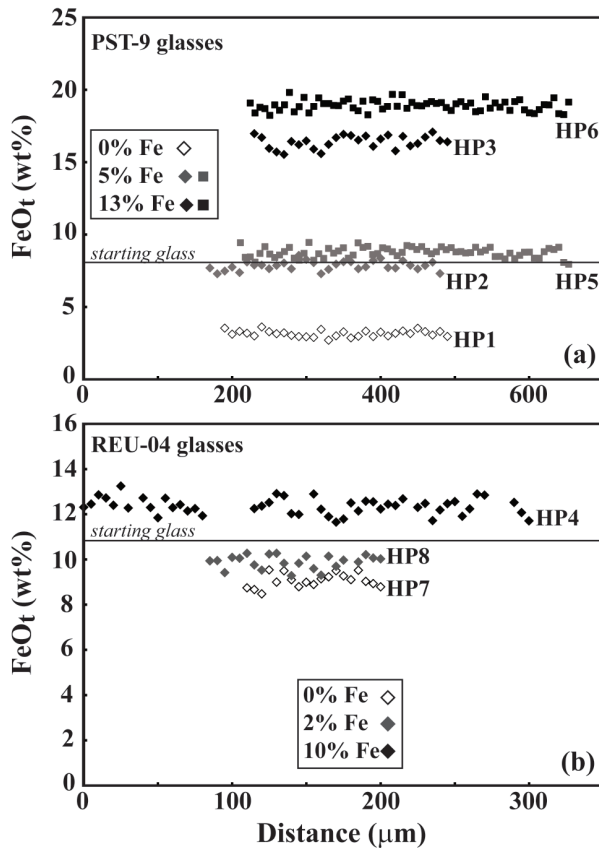 25
PST-9 glasses
20
HP6
0% Fe
HP3
5% Fe
15
13% Fe
FeOt (wt%)
10
starting glass
HP2
HP5
5
HP1
(a)
0
0
200
400
600
16
REU-04 glasses
14
12
HP4
starting glass
10
HP8
HP7
8
FeOt (wt%)
6
0% Fe
4
2% Fe
2
10% Fe
(b)
0
0
100
200
300
Distance (μm)